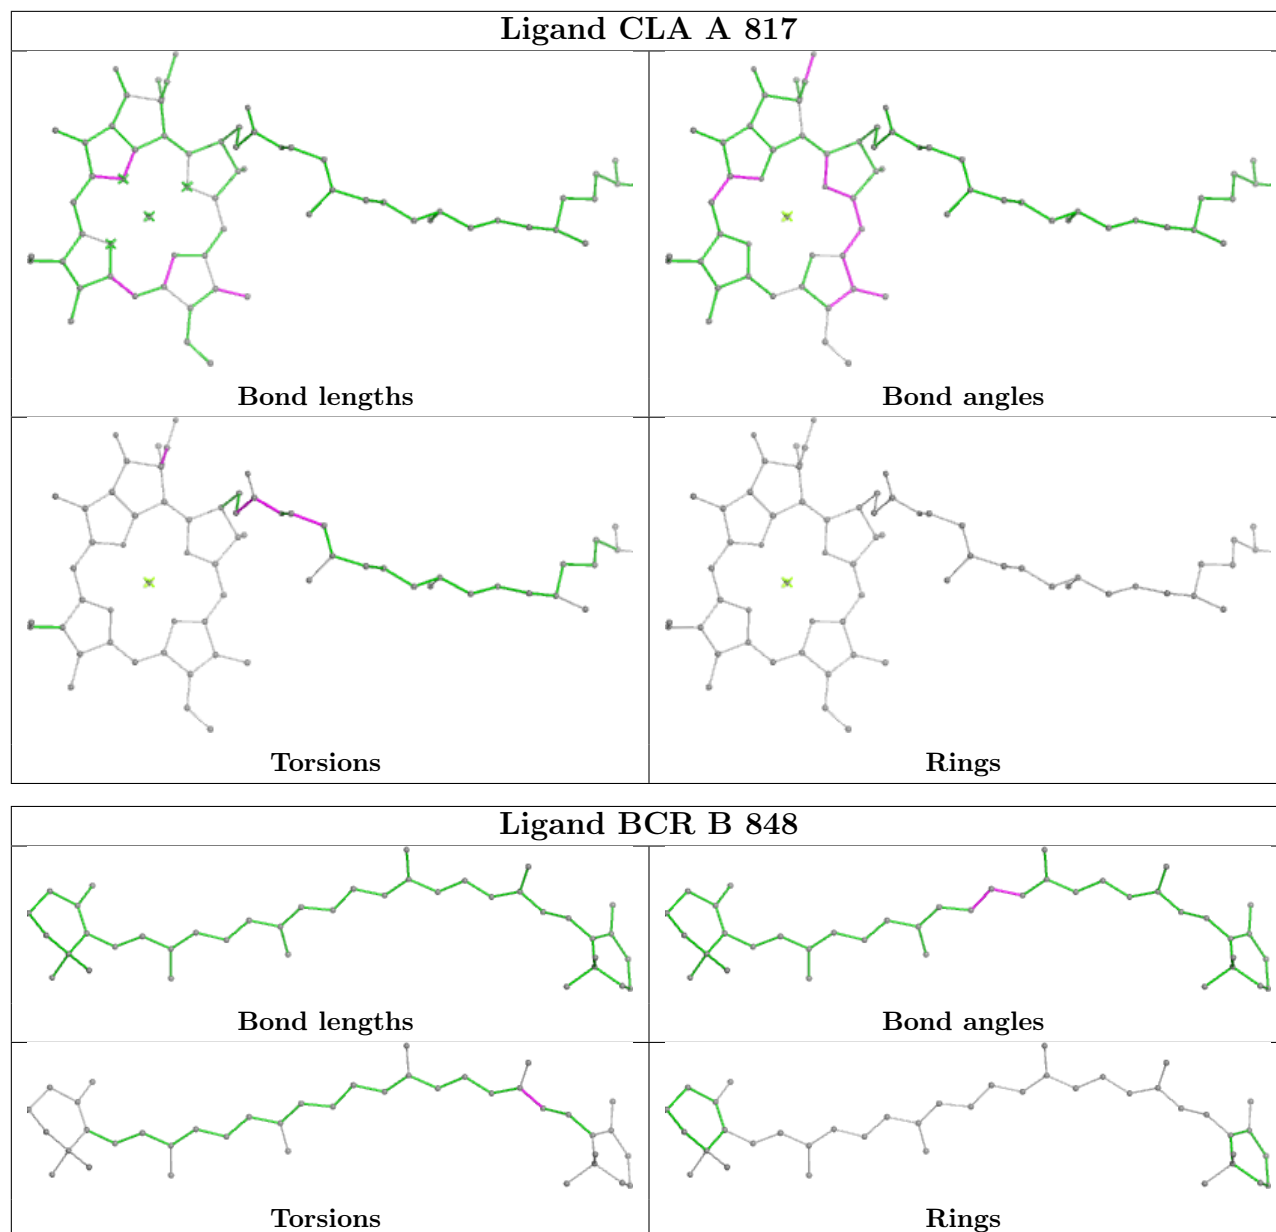 Ligand CLA A 817
Bond lengths
Bond angles
Torsions
Rings
Ligand BCR B 848
Bond lengths
Bond angles
Torsions
Rings